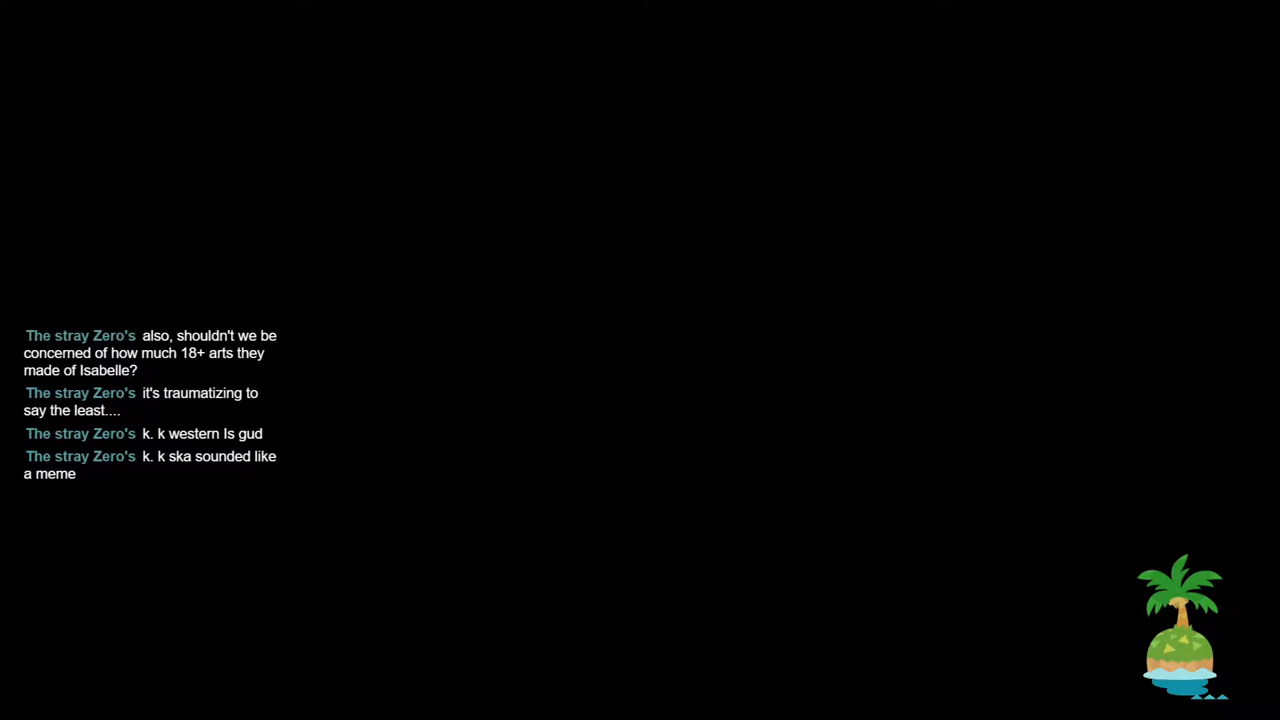 The stray Zero's also, shouldn't we be
concerned of how much 18+ arts they
made of Isabelle?
The stray Zero's it's traumatizing to
say the least....
The stray Zero's k. k western Is gud
The stray Zero's k. k ska sounded like
a meme